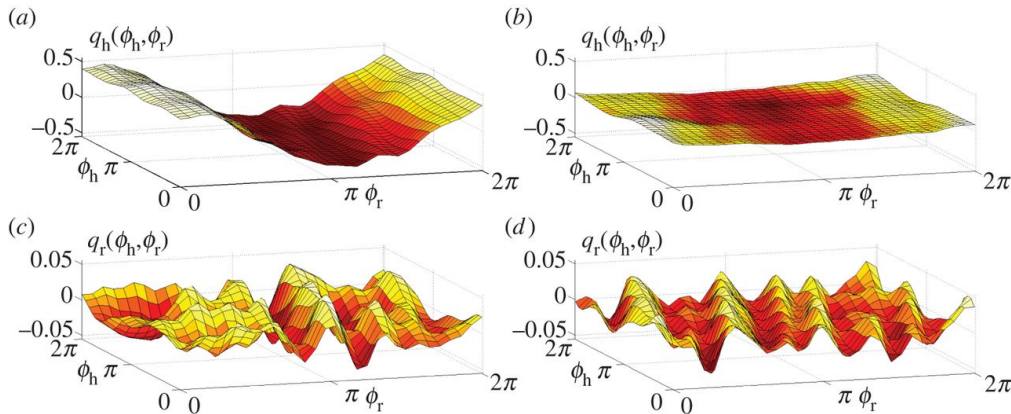 (a)
q_h(ϕ_h,ϕ_r)
0.5
0
−0.5
2π
ϕ_h π
0
0
π ϕ_r
2π
(b)
q_h(ϕ_h,ϕ_r)
0.5
0
−0.5
2π
ϕ_h π
0
0
π ϕ_r
2π
(c)
q_r(ϕ_h,ϕ_r)
0.05
0
−0.05
2π
ϕ_h π
0
0
π ϕ_r
2π
(d)
q_r(ϕ_h,ϕ_r)
0.05
0
−0.05
2π
ϕ_h π
0
0
π ϕ_r
2π